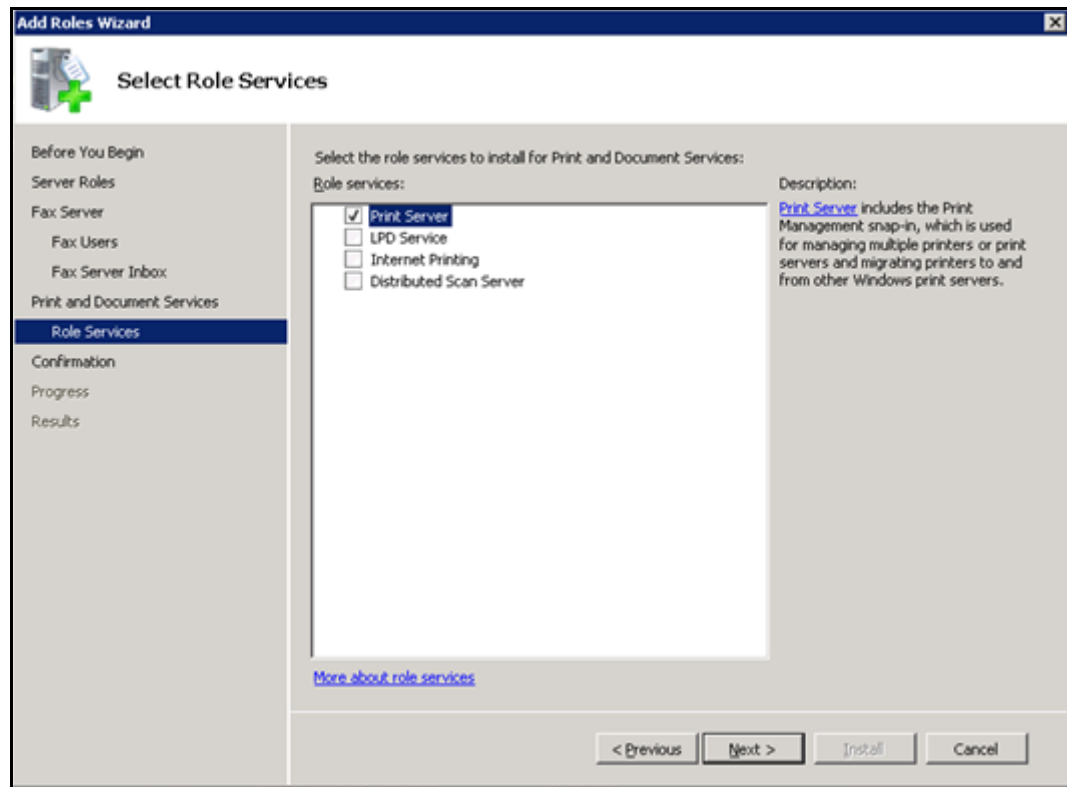 Add Roles Wizard
Select Role Services
Before You Begin
Server Roles
Fax Server
Fax Users
Fax Server Inbox
Print and Document Services
Role Services
Confirmation
Progress
Results
Select the role services to install for Print and Document Services:
Role services:
Print Server
LPD Service
Internet Printing
Distributed Scan Server
More about role services
Description:
Print Server includes the Print
Management snap-in, which is used
for managing multiple printers or print
servers and migrating printers to and
from other Windows print servers.
< Previous
Next >
Install
Cancel